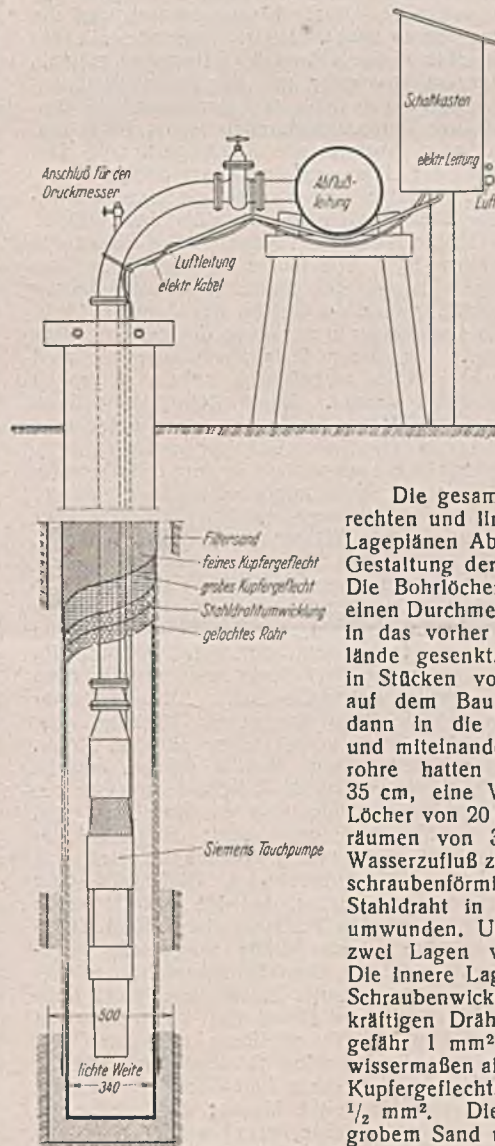 Schaltkasten
elektr Leitung
Luft
Anschluß für den
Druckmesser
Abfluß-
leitung
Luftleitung
elektr Kabel
Filtersand
feines Kupfergeflecht
grobes Kupfergeflecht
Stahldrahtumwicklung
gelochtes Rohr
Siemens Tauchpumpe
500
lichte Weite
340
Die gesam
rechten und lin
Lageplänen Ab
Gestaltung der
Die Bohrlöche
einen Durchme
in das vorher
lände gesenkt.
in Stücken vo
auf dem Bau
dann in die
und miteinande
rohre hatten
35 cm, eine V
Löcher von 20
räumen von 3
Wasserzufluß z
schraubenförmi
Stahldraht in
umwunden. U
zwei Lagen v
Die innere Lag
Schraubenwick
kräftigen Dräh
gefähr 1 mm²
wissermaßen al
Kupfergeflecht
½ mm². Die
grobem Sand